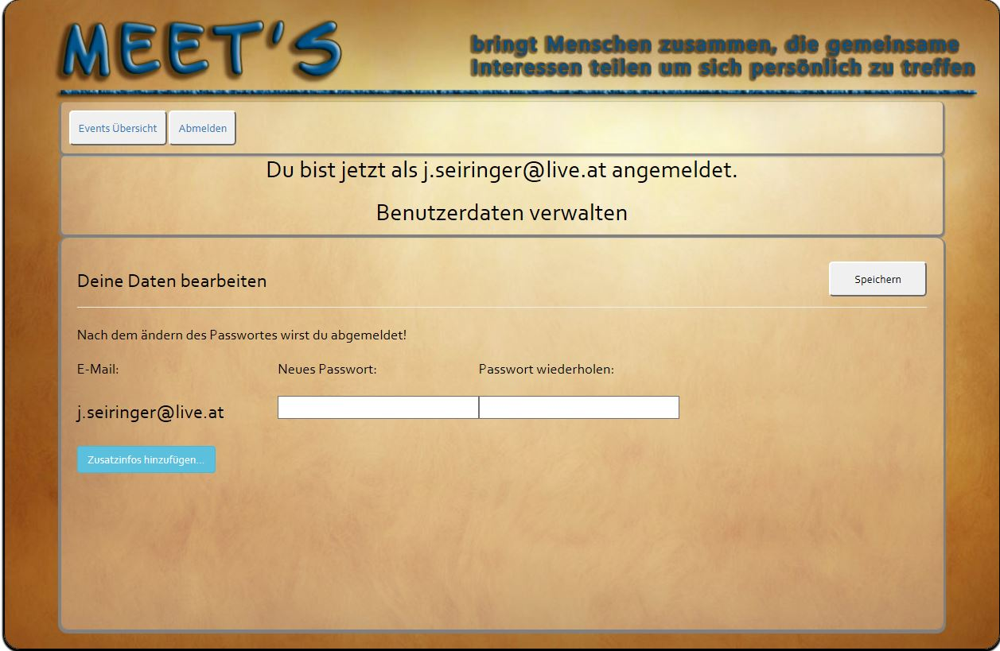 MEET'S
bringt Menschen zusammen, die gemeinsame
Interessen teilen um sich persönlich zu treffen
Events Übersicht
Abmelden
Du bist jetzt als j.seiringer@live.at angemeldet.
Benutzerdaten verwalten
Deine Daten bearbeiten
Speichern
Nach dem ändern des Passwortes wirst du abgemeldet!
E-Mail:
Neues Passwort:
Passwort wiederholen:
j.seiringer@live.at
Zusatzinfos hinzufügen...